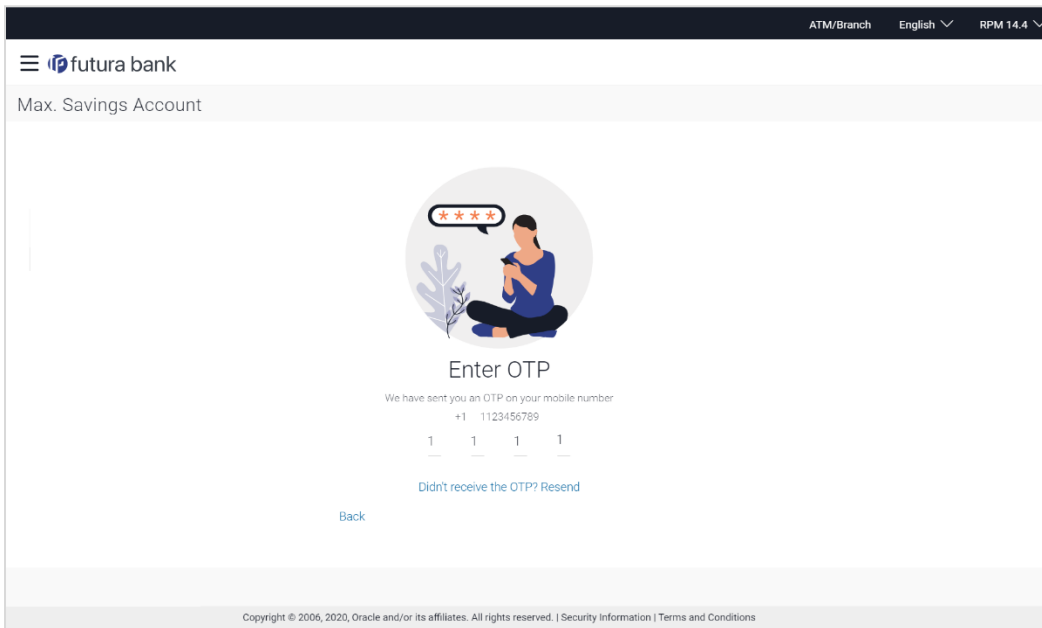 ATM/Branch English RPM 14.4
futura bank
Max. Savings Account
* * * *
Enter OTP
We have sent you an OTP on your mobile number
+1 1123456789
1 1 1 1
Didn't receive the OTP? Resend
Back
Copyright © 2006, 2020, Oracle and/or its affiliates. All rights reserved. | Security Information | Terms and Conditions